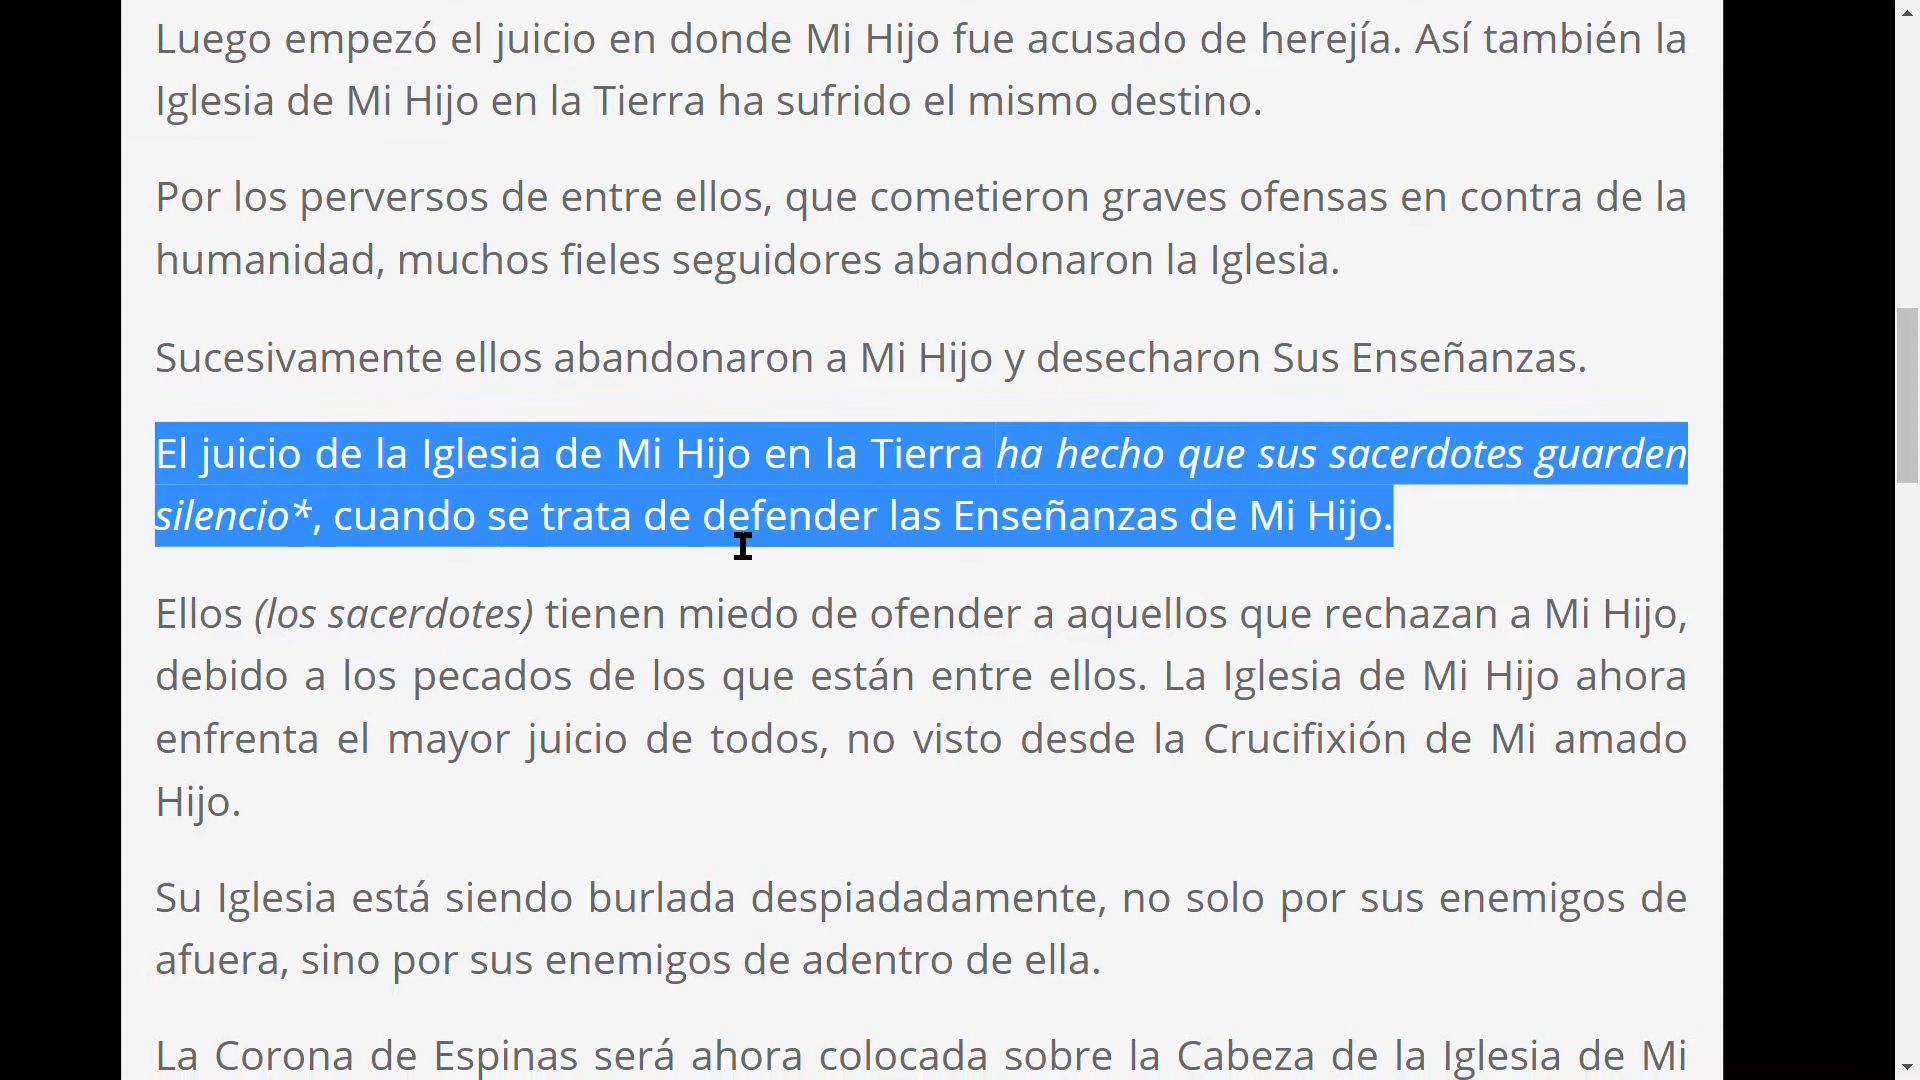 Luego empezó el juicio en donde Mi Hijo fue acusado de herejía. Así también la
Iglesia de Mi Hijo en la Tierra ha sufrido el mismo destino.
Por los perversos de entre ellos, que cometieron graves ofensas en contra de la
humanidad, muchos fieles seguidores abandonaron la Iglesia.
Sucesivamente ellos abandonaron a Mi Hijo y desecharon Sus Enseñanzas.
El juicio de la Iglesia de Mi Hijo en la Tierra ha hecho que sus sacerdotes guarden
silencio*, cuando se trata de defender las Enseñanzas de Mi Hijo.
Ellos (los sacerdotes) tienen miedo de ofender a aquellos que rechazan a Mi Hijo,
debido a los pecados de los que están entre ellos. La Iglesia de Mi Hijo ahora
enfrenta el mayor juicio de todos, no visto desde la Crucifixión de Mi amado
Hijo.
Su Iglesia está siendo burlada despiadadamente, no solo por sus enemigos de
afuera, sino por sus enemigos de adentro de ella.
La Corona de Espinas será ahora colocada sobre la Cabeza de la Iglesia de Mi